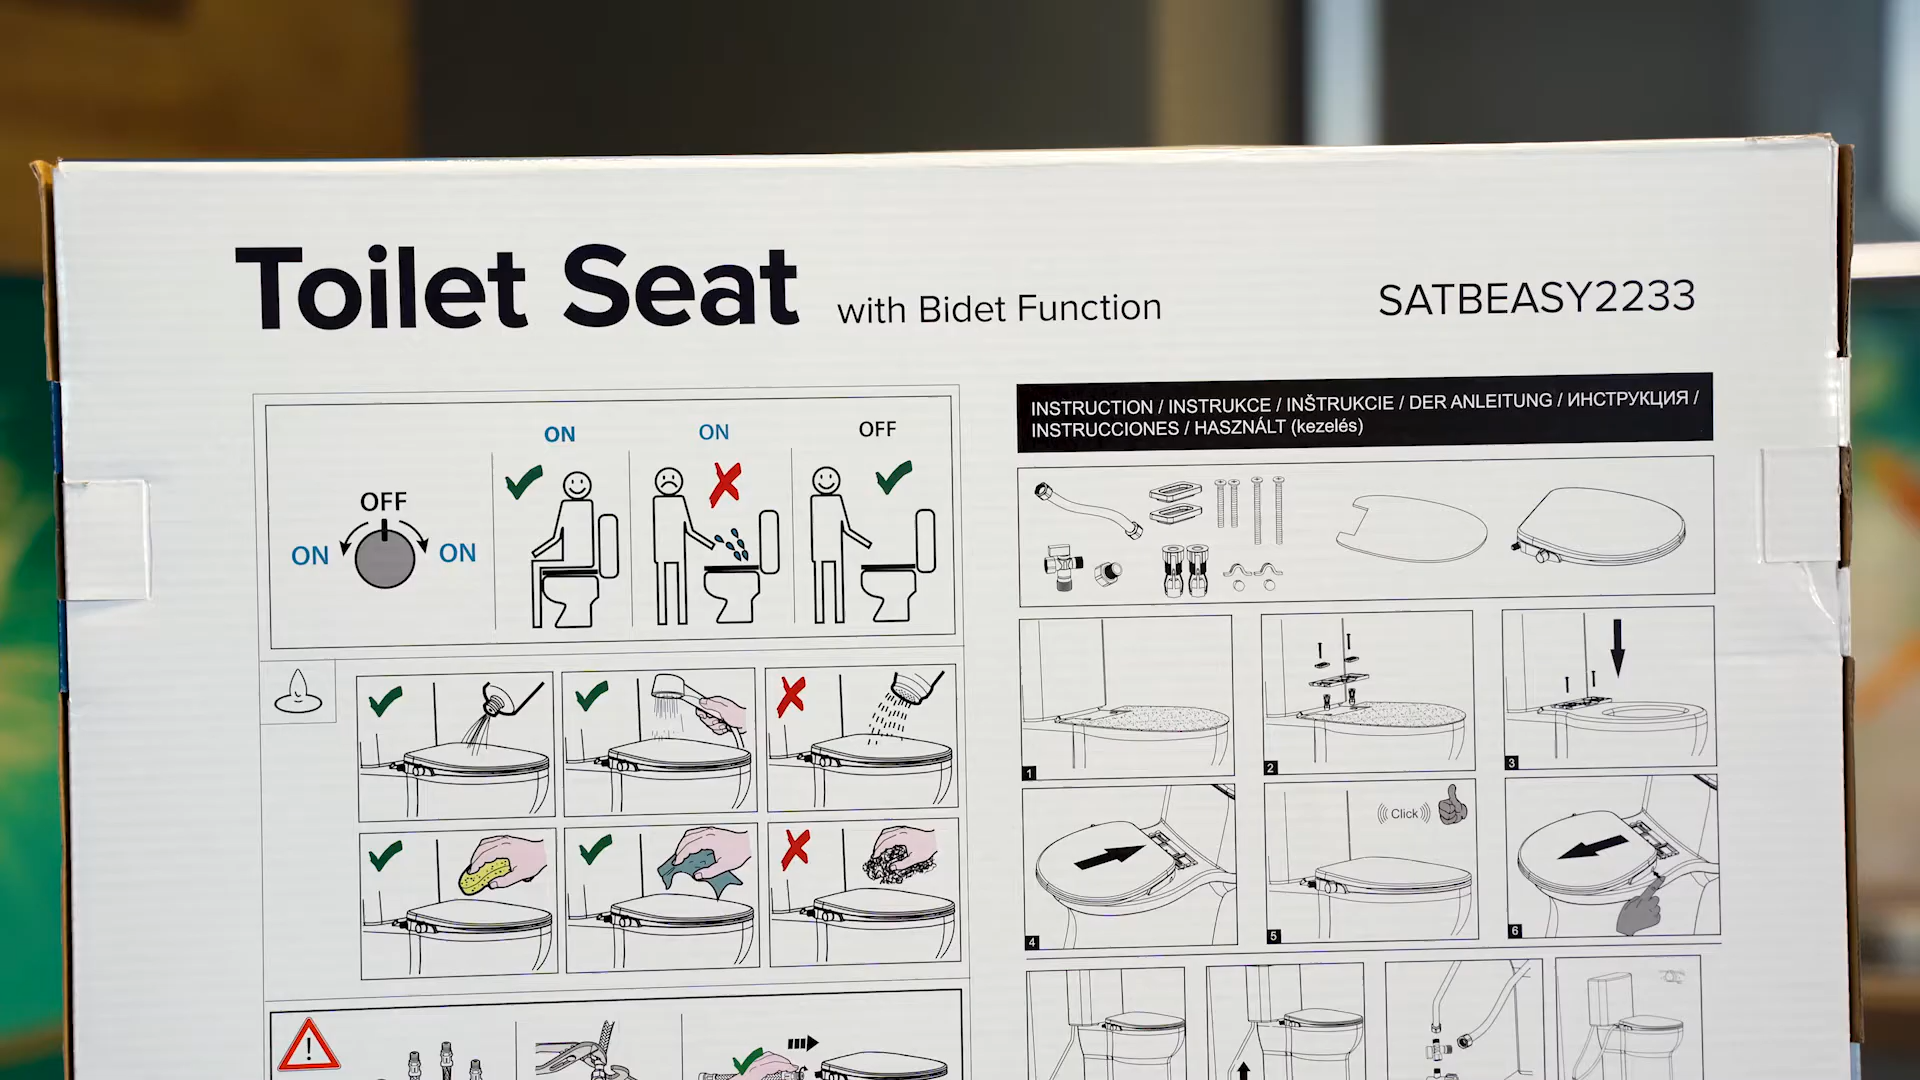 Toilet Seat with Bidet Function
SATBEASY2233
ON
ON
OFF
OFF
ON
ON
INSTRUCTION / INSTRUKCE / INŠTRUKCIE / DER ANLEITUNG / ИНСТРУКЦИЯ /
INSTRUCCIONES / HASZNÁLT (kezelés)
1
2
3
4
Click
5
6